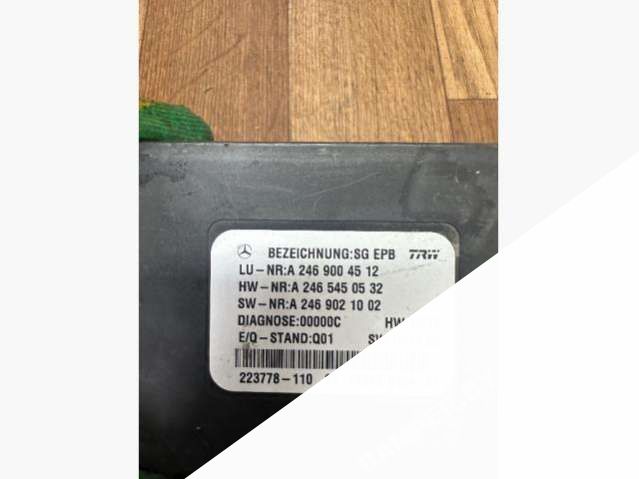 BEZEICHNUNG:SG EPB TRW
LU-NR:A 246 900 45 12
HW-NR:A 246 545 05 32
SW-NR:A 246 902 10 02
DIAGNOSE:00000C HW
E/Q-STAND:Q01
223778-110